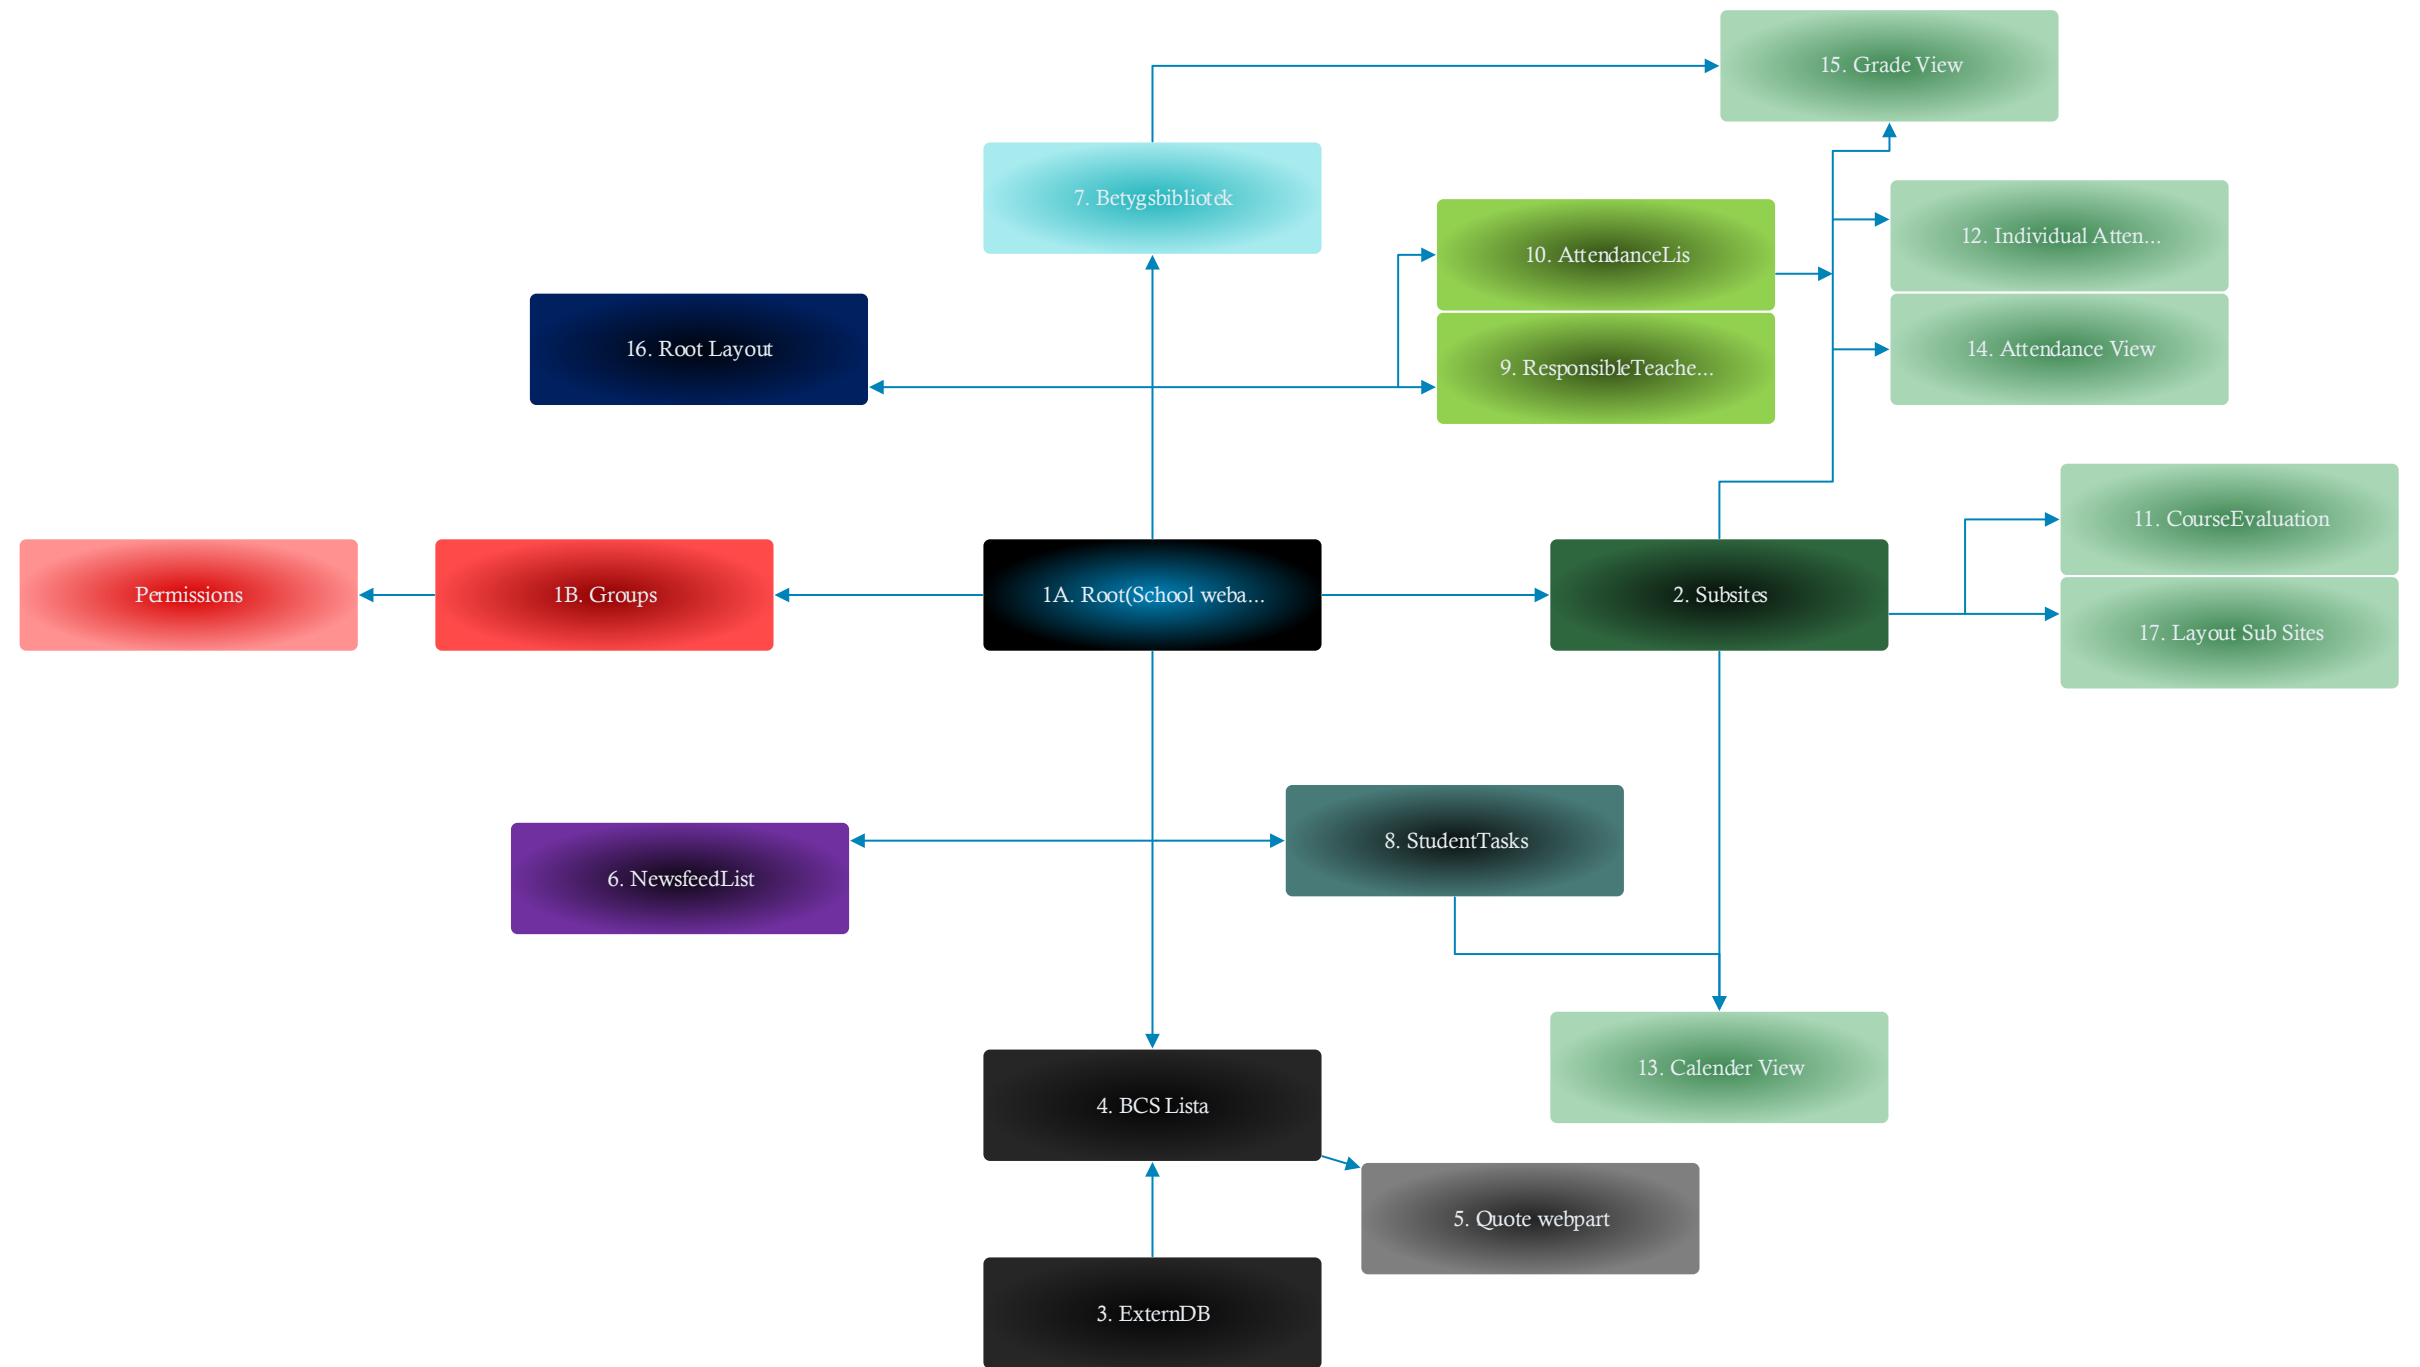 15. Grade View
7. Betygsbibliotek
12. Individual Atten...
10. AttendanceLis
16. Root Layout
14. Attendance View
9. ResponsibleTeache...
11. CourseEvaluation
Permissions
1B. Groups
1A. Root(School weba...
2. Subsites
17. Layout Sub Sites
8. StudentTasks
6. NewsfeedList
13. Calender View
4. BCS Lista
5. Quote webpart
3. ExternDB